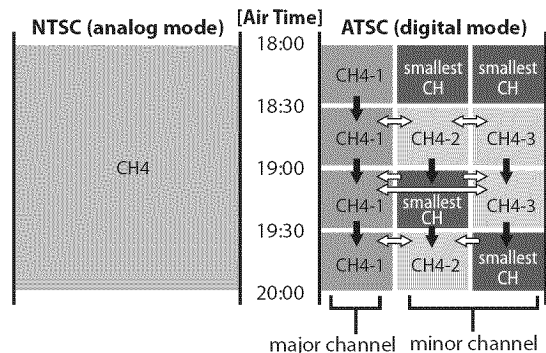 NTSC (analog mode) [Air Time] ATSC (digital mode)
18:00
CH4-1 smallest CH smallest CH
18:30
CH4-1 CH4-2 CH4-3
CH4
19:00
CH4-1 smallest CH CH4-3
19:30
CH4-1 CH4-2 smallest CH
20:00
major channel minor channel